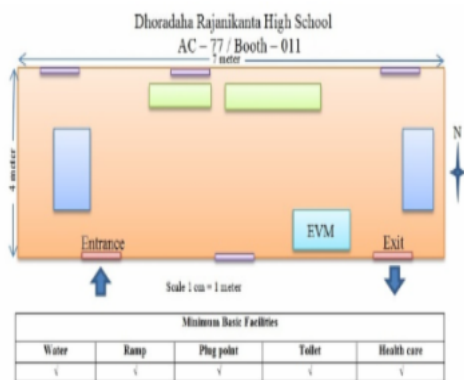 Dhoradaha Rajanikanta High School
AC – 77 / Booth – 011
7 meter
4 meter
N
EVM
Entrance
Exit
Scale 1 cm = 1 meter
Minimum Basic Facilities
Water Ramp Plug point Toilet Health care
√ √ √ √ √